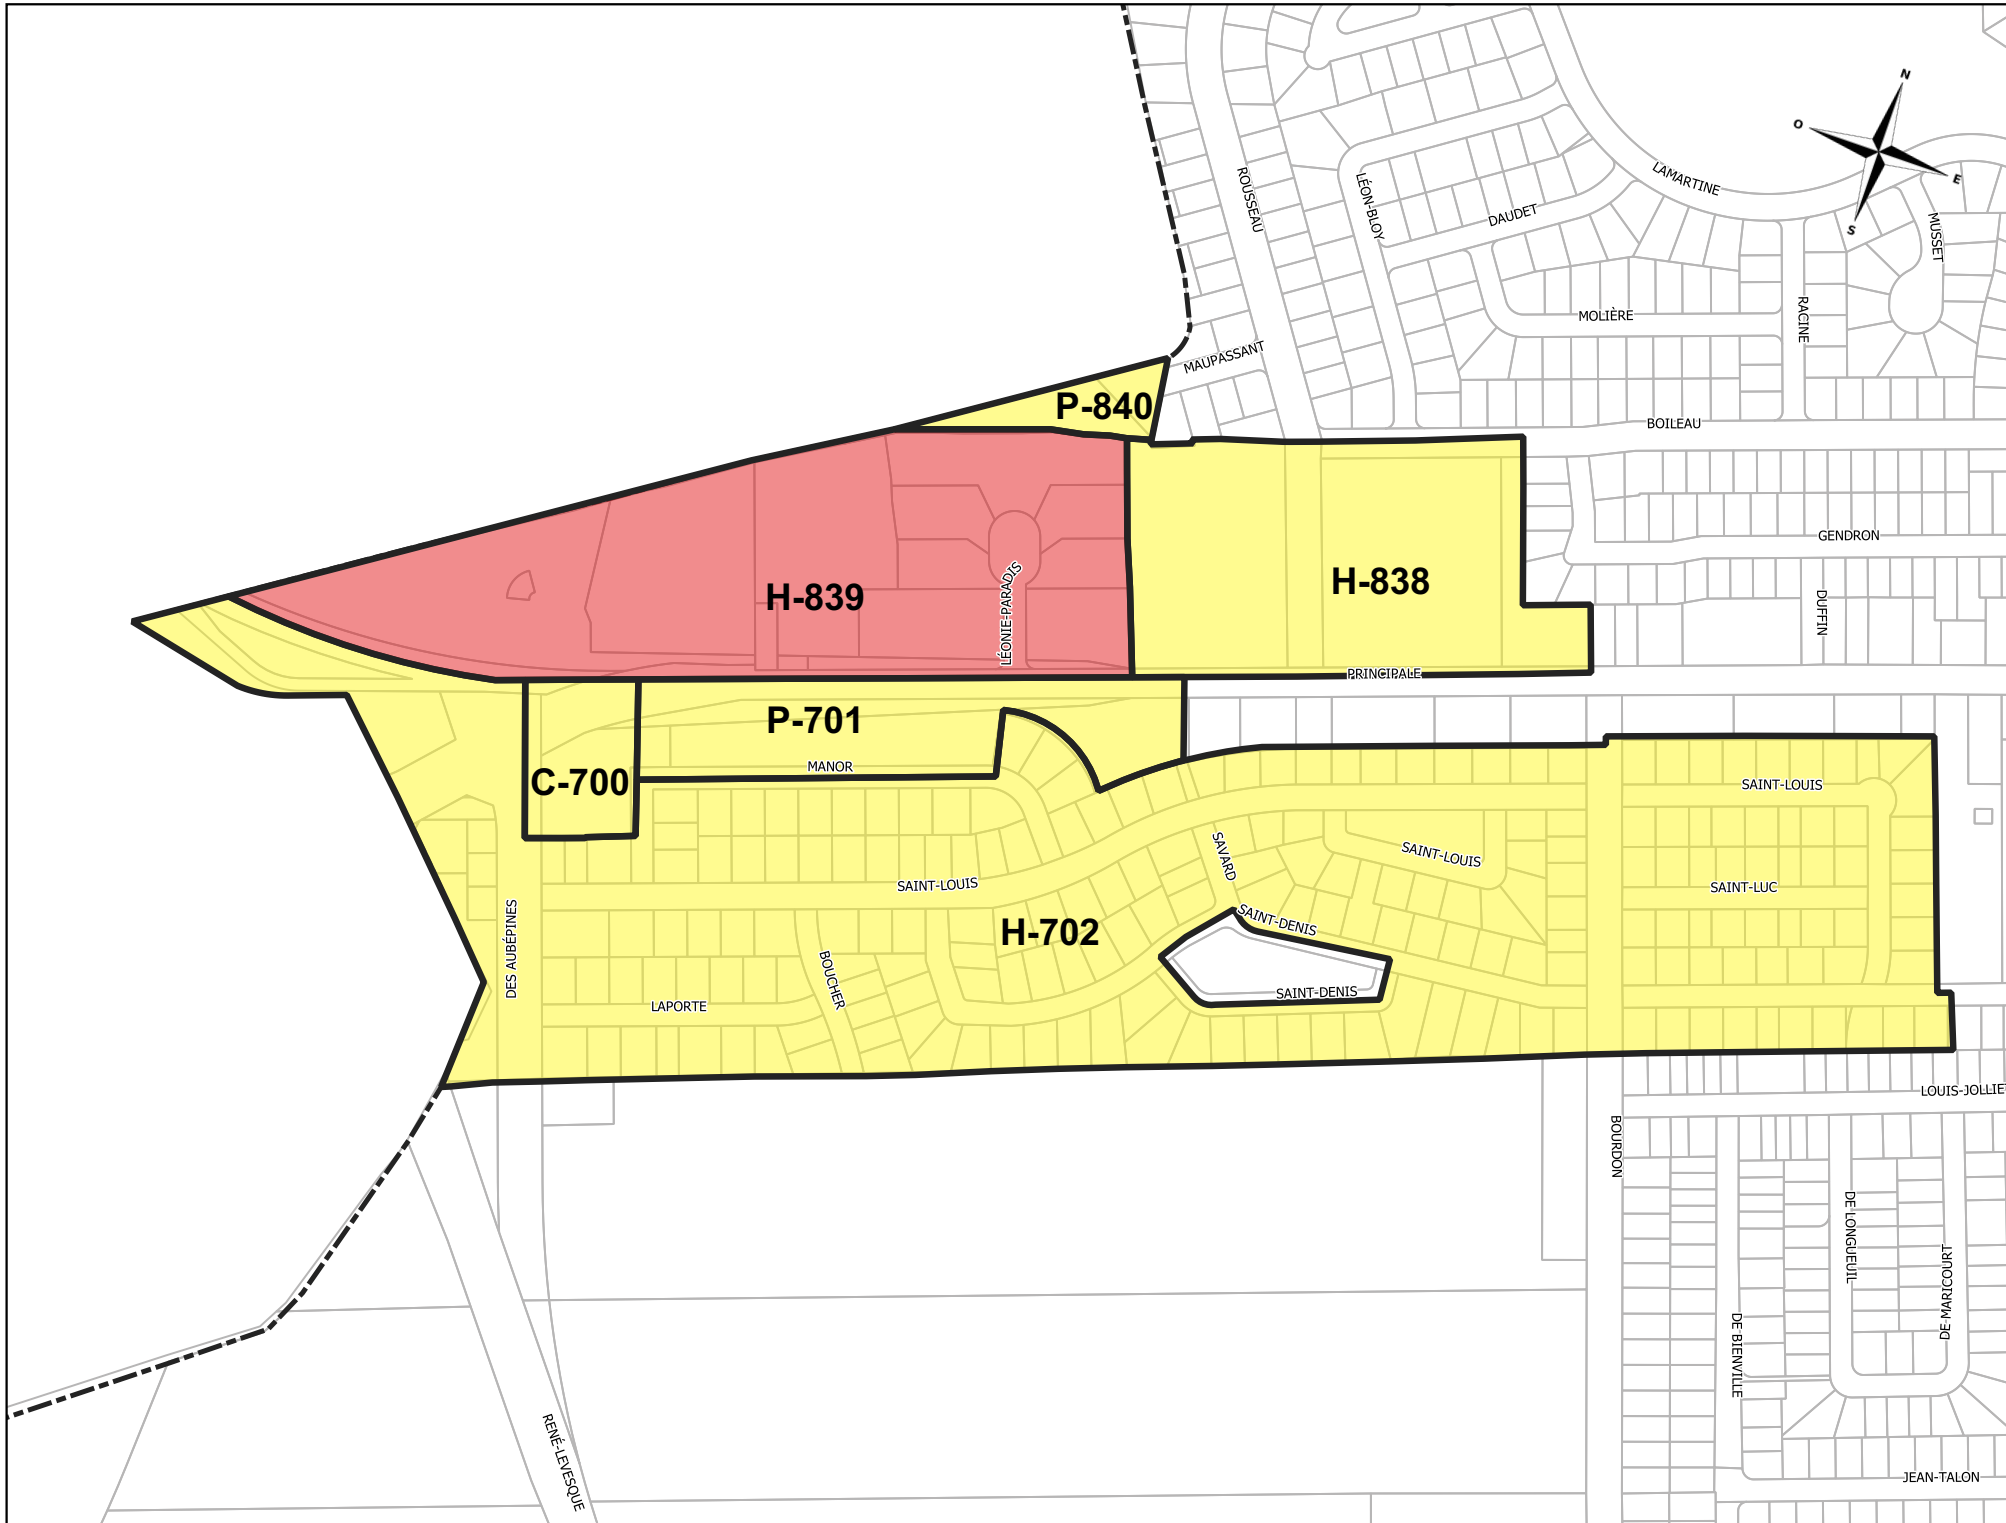 N
O
E
S
LAMARTINE
ROUSSEAU
LÉON-BLOY
DAUDET
MUSSET
MOLIÈRE
RACINE
MAUPASSANT
P-840
BOILEAU
GENDRON
H-839
H-838
LÉONIE-PARADIS
DUFFIN
PRINCIPALE
P-701
MANOR
C-700
SAINT-LOUIS
SAVARD
SAINT-LOUIS
SAINT-LOUIS
SAINT-LUC
H-702
SAINT-DENIS
DES AUBÉPINES
BOUCHER
SAINT-DENIS
LAPORTE
LOUIS-JOLLIE
BOURDON
DE LONGUEUIL
DE MARICOURT
DE BIENVILLE
RENÉ-LEVESQUE
JEAN-TALON